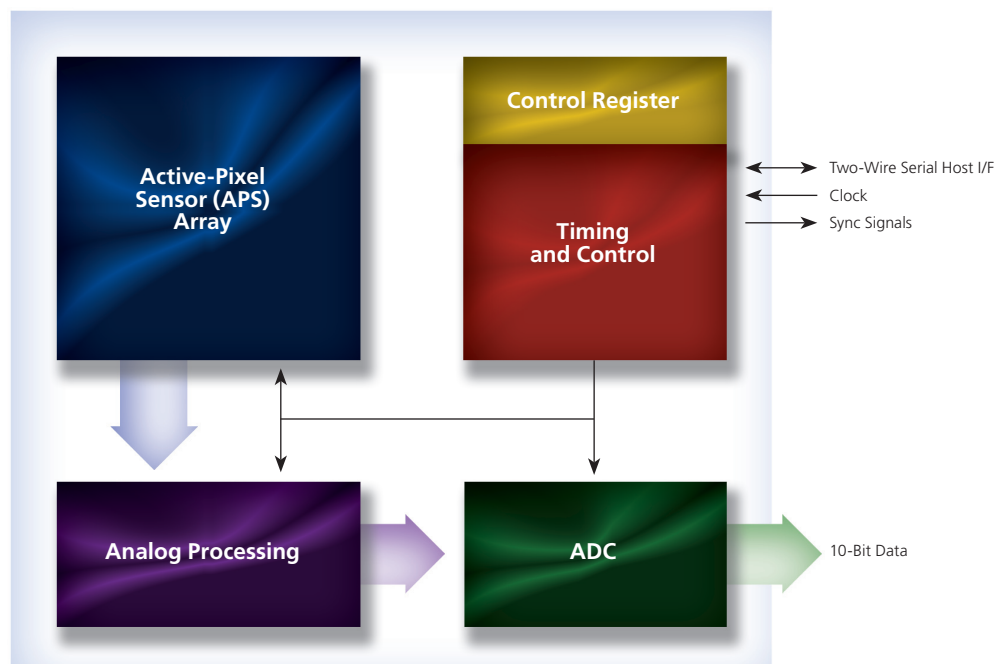 Active-Pixel
Sensor (APS)
Array
Control Register
Timing
and Control
Two-Wire Serial Host I/F
Clock
Sync Signals
Analog Processing
ADC
10-Bit Data